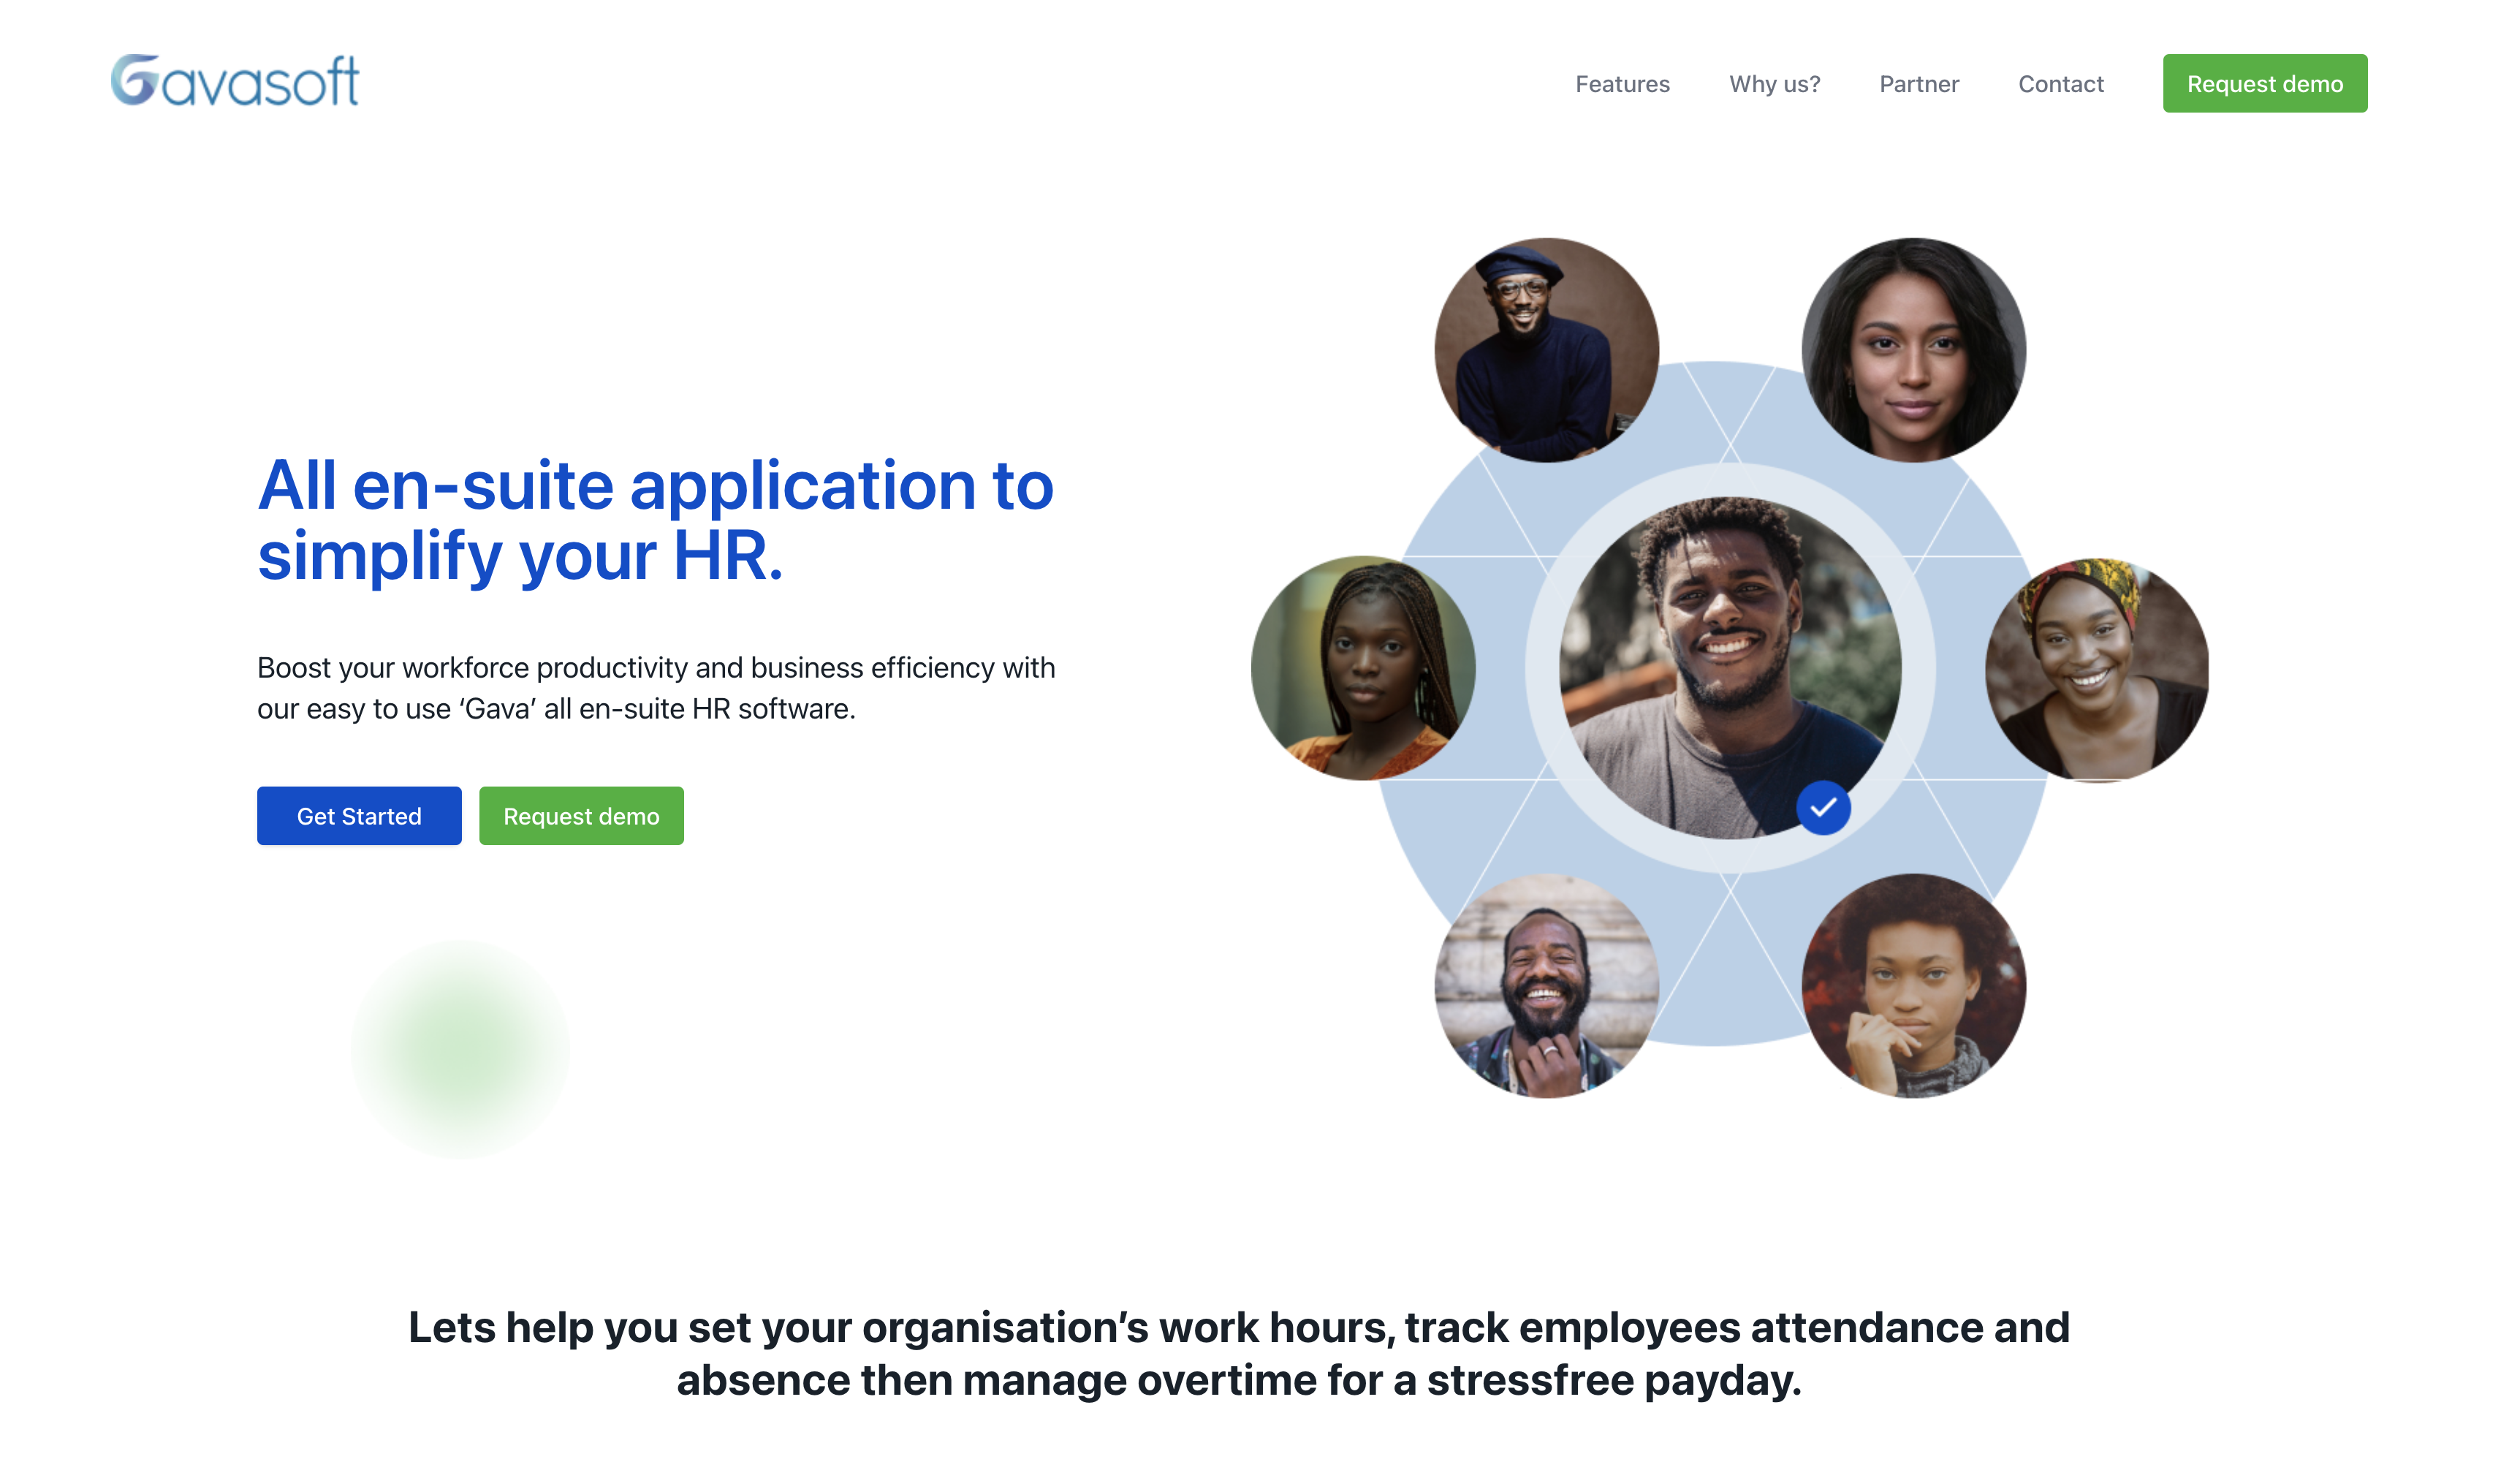 Gavasoft
Features
Why us?
Partner
Contact
Request demo
All en-suite application to
simplify your HR.
Boost your workforce productivity and business efficiency with
our easy to use ‘Gava’ all en-suite HR software.
Get Started
Request demo
Lets help you set your organisation’s work hours, track employees attendance and
absence then manage overtime for a stressfree payday.